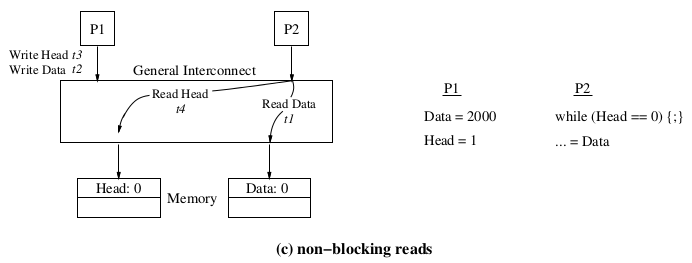 P1
P2
Write Head t3
Write Data t2
General Interconnect
Read Head
t4
Read Data
t1
Head: 0
Memory
Data: 0
P1 P2
Data = 2000 while (Head == 0) {;}
Head = 1 ... = Data
(c) non−blocking reads